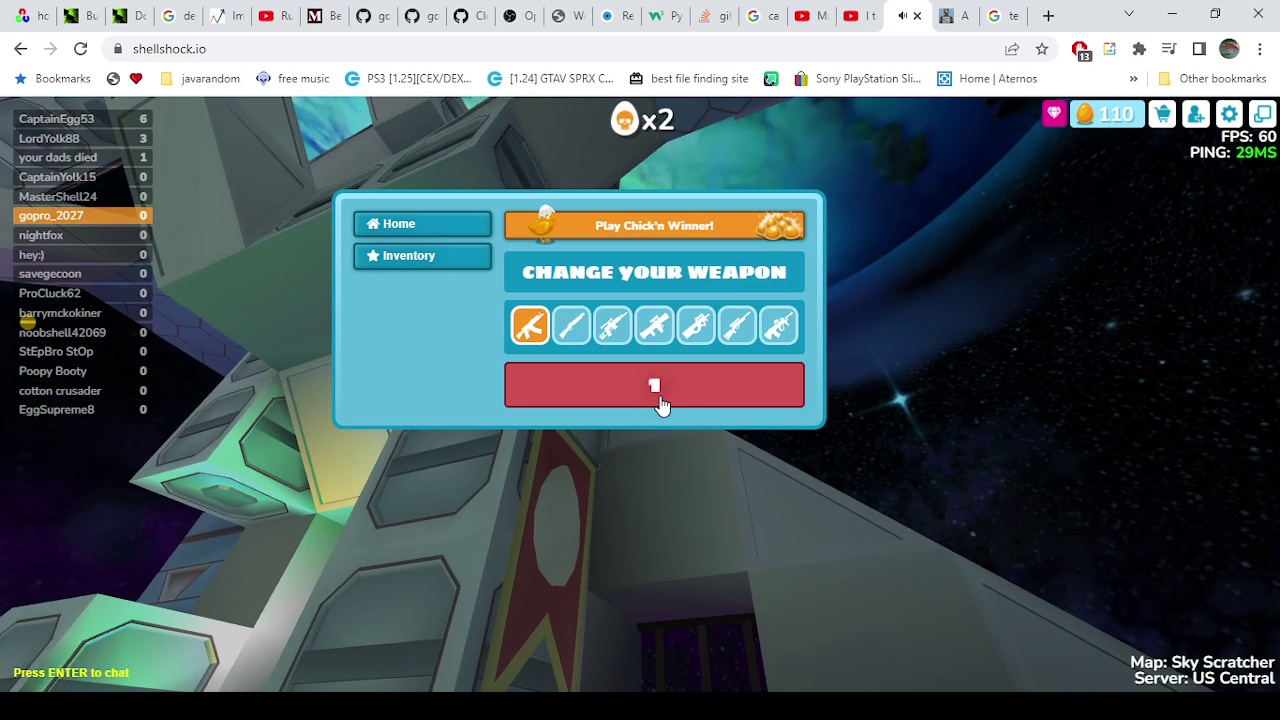 hc
Bu
Dc
de
Im
Ru
Be
gc
gc
Cl
Op
W
Re
Py
git
ca
M
I t
A
te
shellshock.io
13
Bookmarks
javarandom
free music
PS3 [1.25][CEX/DEX...
[1.24] GTAV SPRX C...
best file finding site
Sony PlayStation Sli...
Home | Aternos
»
Other bookmarks
CaptainEgg53 6
LordYolk88 3
your dads died 1
CaptainYolk15 0
MasterShell24 0
gopro_2027 0
nightfox 0
hey:) 0
savegecoon 0
ProCluck62 0
barrymckokiner 0
noobshell42069 0
StEpBro StOp 0
Poopy Booty 0
cotton crusader 0
EggSupreme8 0
x2
110
FPS: 60
PING: 29MS
Home
Inventory
Play Chick'n Winner!
CHANGE YOUR WEAPON
1
Press ENTER to chat
Map: Sky Scratcher
Server: US Central